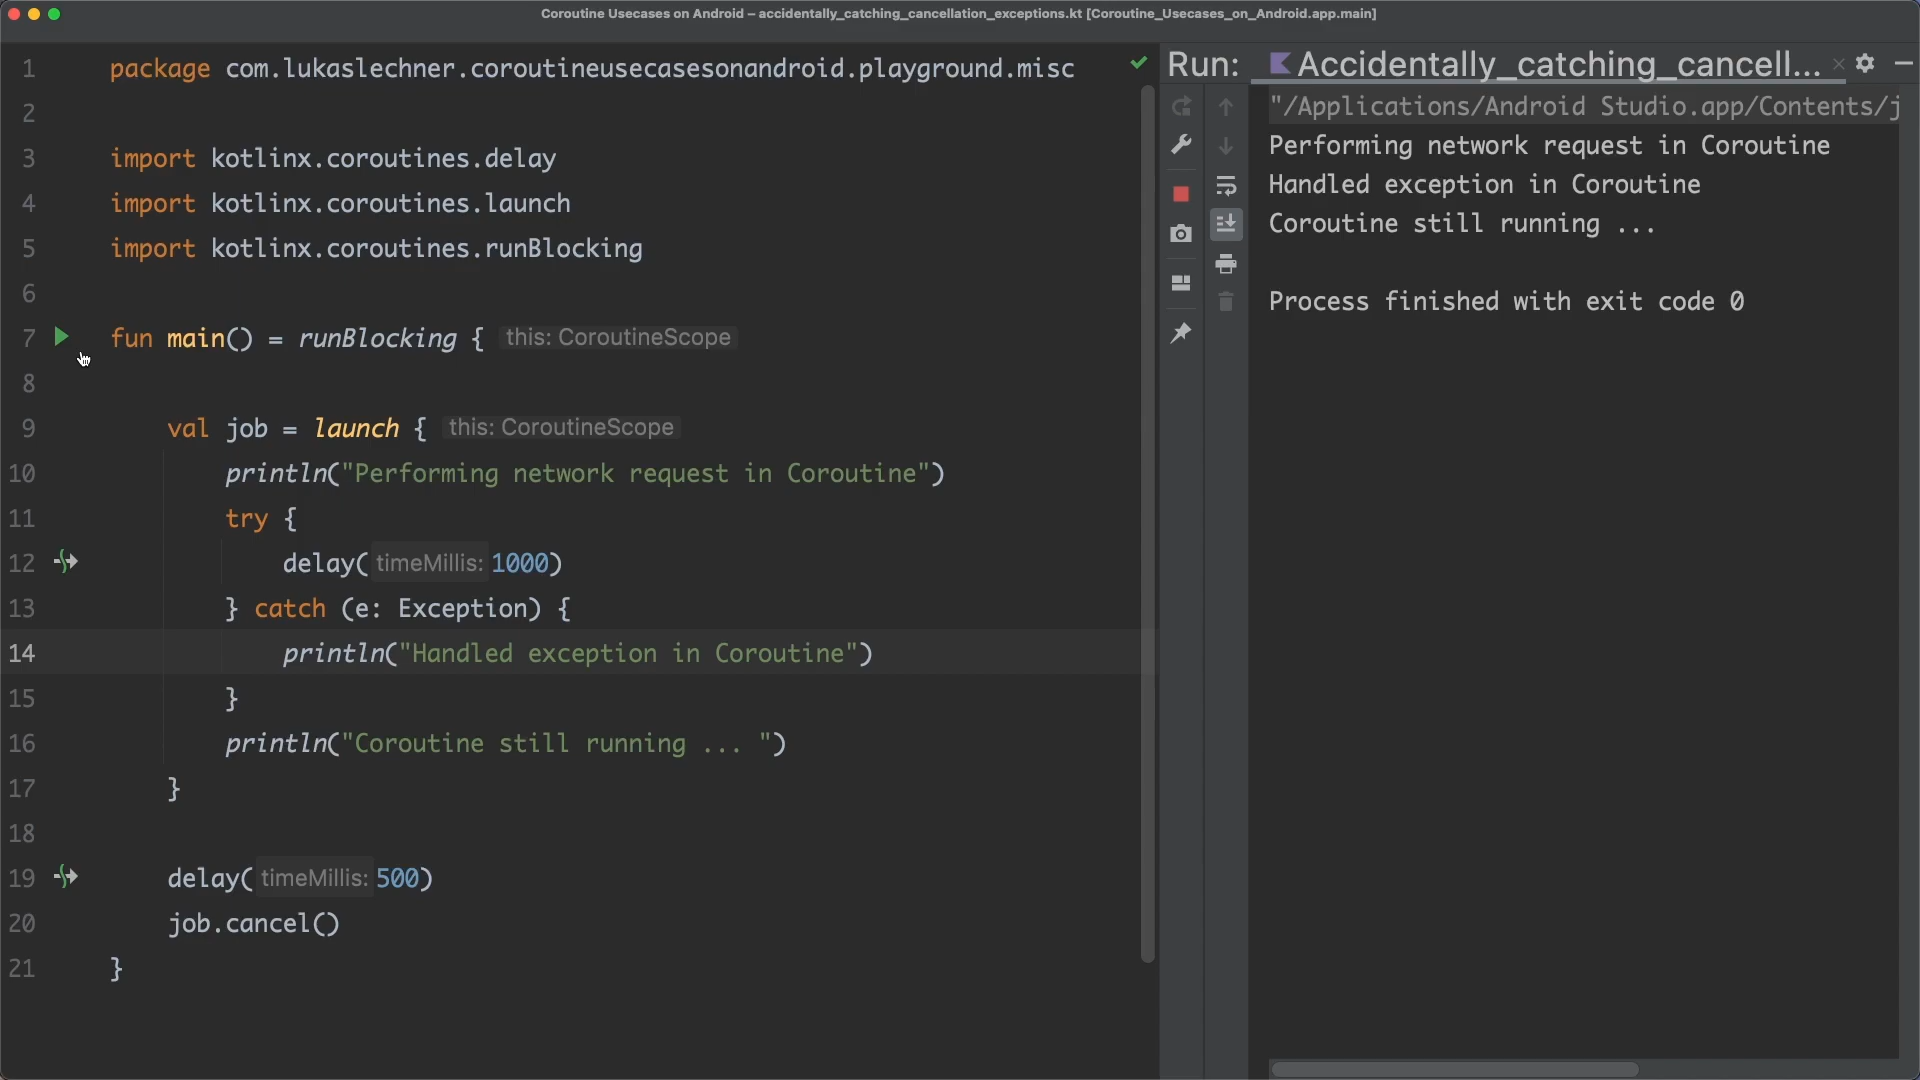 Coroutine Usecases on Android – accidentally_catching_cancellation_exceptions.kt [Coroutine_Usecases_on_Android.app.main]
1 package com.lukaslechner.coroutineusecasesonandroid.playground.misc
2
3 import kotlinx.coroutines.delay
4 import kotlinx.coroutines.launch
5 import kotlinx.coroutines.runBlocking
6
7 fun main() = runBlocking { this: CoroutineScope
8
9 val job = launch { this: CoroutineScope
10 println("Performing network request in Coroutine")
11 try {
12 delay( timeMillis: 1000)
13 } catch (e: Exception) {
14 println("Handled exception in Coroutine")
15 }
16 println("Coroutine still running ... ")
17 }
18
19 delay( timeMillis: 500)
20 job.cancel()
21 }
Run: Accidentally_catching_cancell...
"/Applications/Android Studio.app/Contents/j
Performing network request in Coroutine
Handled exception in Coroutine
Coroutine still running ...
Process finished with exit code 0